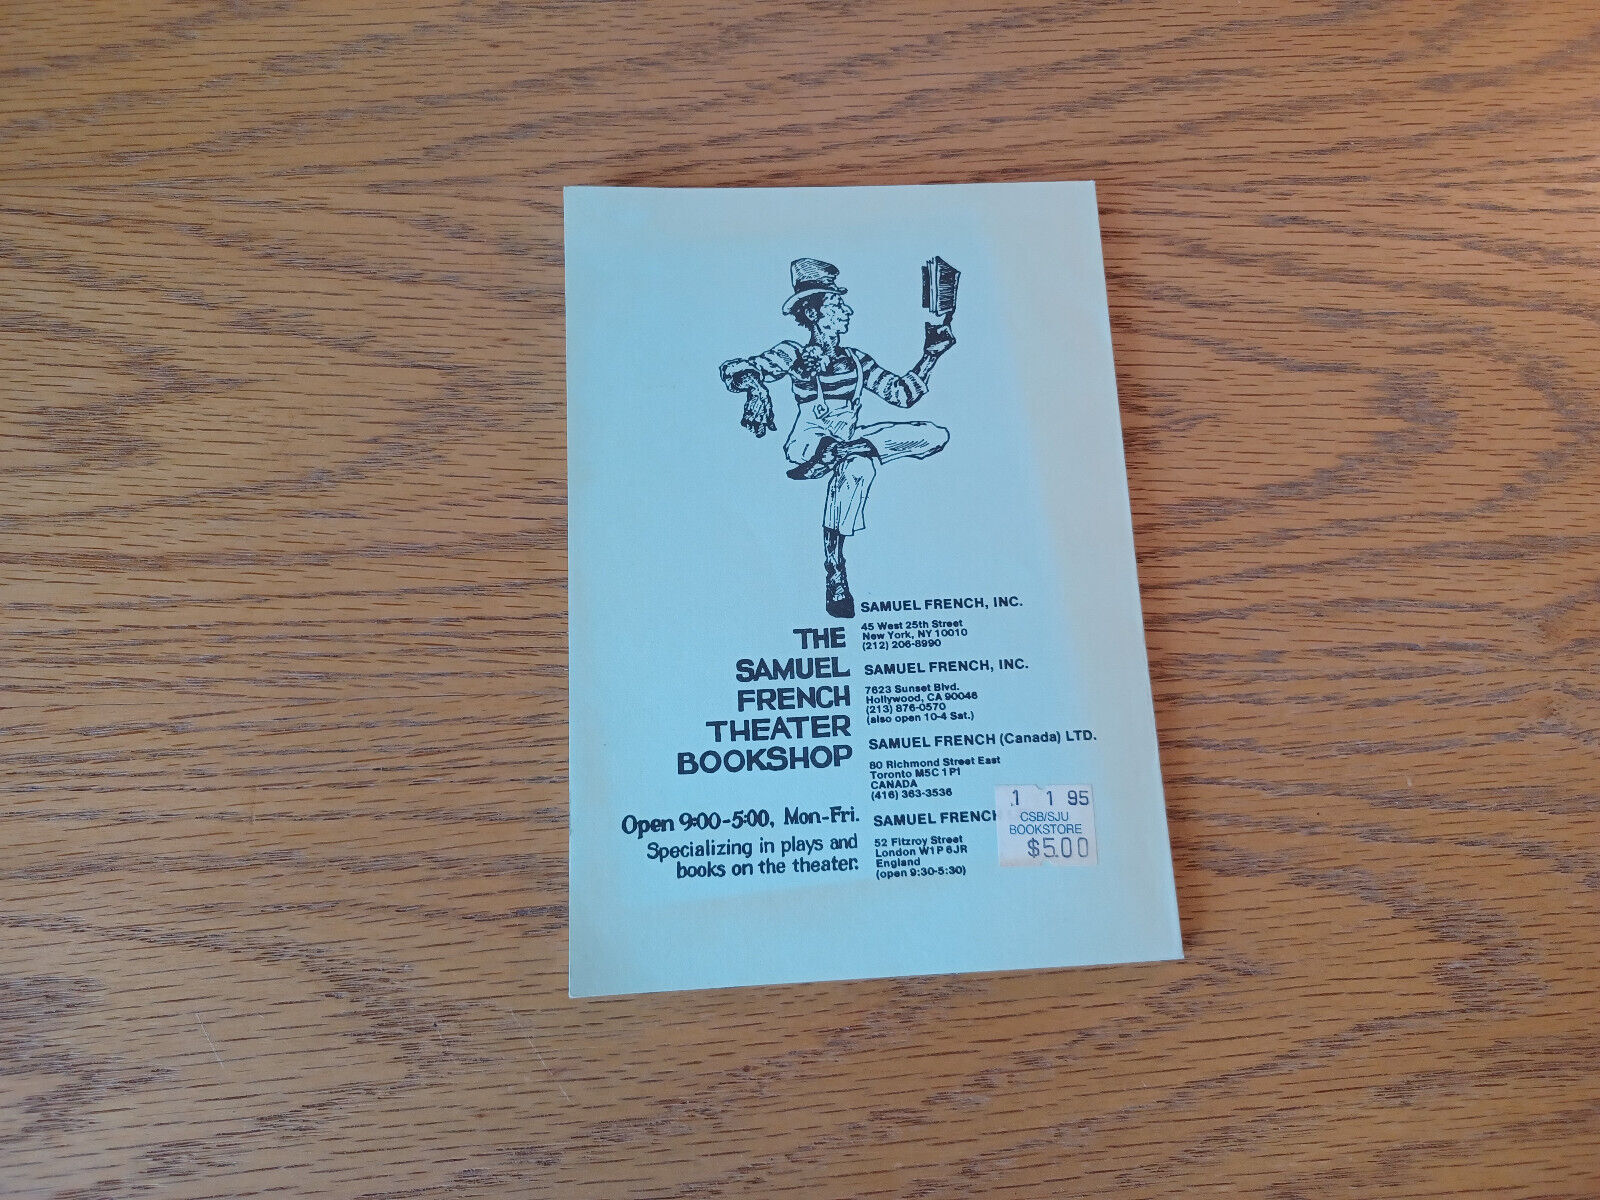 THE
SAMUEL
FRENCH
THEATER
BOOKSHOP
Open 9:00-5:00, Mon-Fri.
Specializing in plays and
books on the theater.
SAMUEL FRENCH, INC.
45 West 25th Street
New York, NY 10010
(212) 206-8990
SAMUEL FRENCH, INC.
7623 Sunset Blvd.
Hollywood, CA 90046
(213) 876-0570
(also open 10-4 Sat.)
SAMUEL FRENCH (Canada) LTD.
80 Richmond Street East
Toronto M5C 1P1
CANADA
(416) 363-3536
SAMUEL FRENCH
52 Fitzroy Street
London W1P 6JR
England
(open 9:30-5:30)
1 1 95
CSB/SJU
BOOKSTORE
$5.00